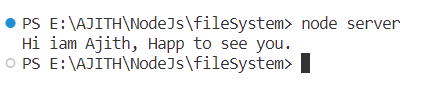 PS E:\AJITH\NodeJs\fileSystem> node server
Hi iam Ajith, Happ to see you.
PS E:\AJITH\NodeJs\fileSystem>